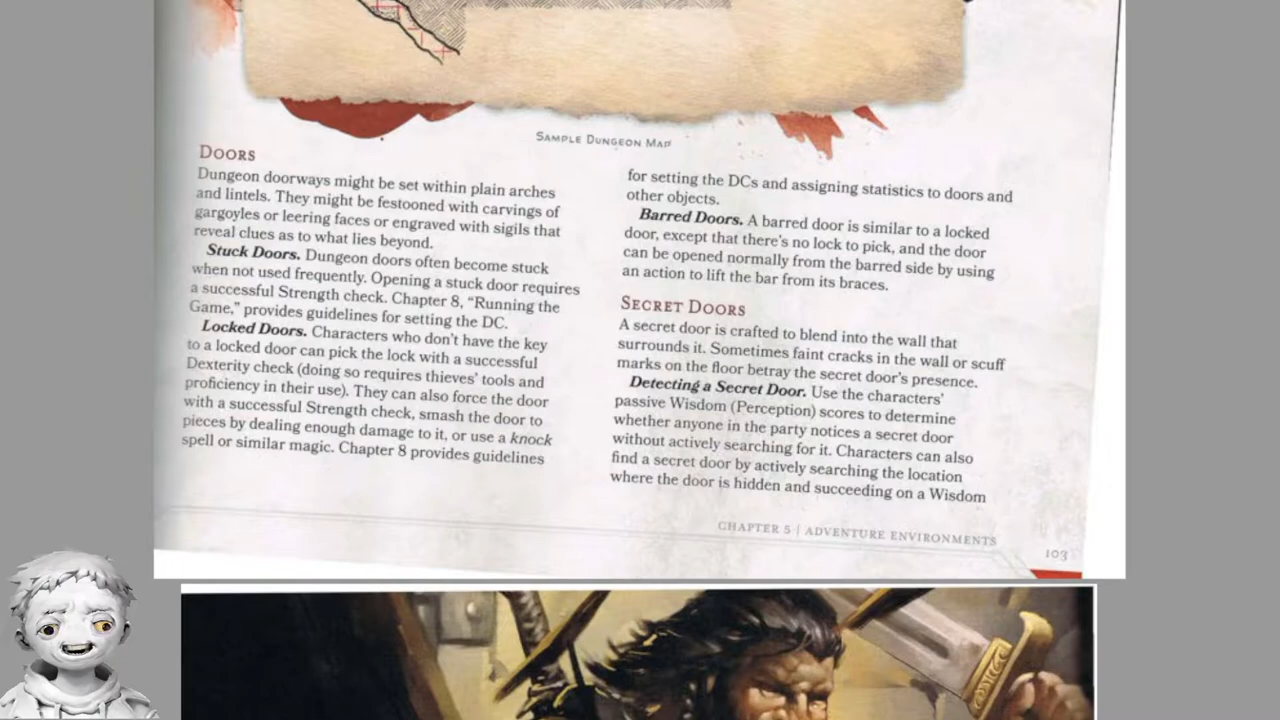 SAMPLE DUNGEON MAP
DOORS
Dungeon doorways might be set within plain arches
and lintels. They might be festooned with carvings of
gargoyles or leering faces or engraved with sigils that
reveal clues as to what lies beyond.
Stuck Doors. Dungeon doors often become stuck
when not used frequently. Opening a stuck door requires
a successful Strength check. Chapter 8, “Running the
Game,” provides guidelines for setting the DC.
Locked Doors. Characters who don’t have the key
to a locked door can pick the lock with a successful
Dexterity check (doing so requires thieves’ tools and
proficiency in their use). They can also force the door
with a successful Strength check, smash the door to
pieces by dealing enough damage to it, or use a knock
spell or similar magic. Chapter 8 provides guidelines
for setting the DCs and assigning statistics to doors and
other objects.
Barred Doors. A barred door is similar to a locked
door, except that there’s no lock to pick, and the door
can be opened normally from the barred side by using
an action to lift the bar from its braces.
SECRET DOORS
A secret door is crafted to blend into the wall that
surrounds it. Sometimes faint cracks in the wall or scuff
marks on the floor betray the secret door’s presence.
Detecting a Secret Door. Use the characters’
passive Wisdom (Perception) scores to determine
whether anyone in the party notices a secret door
without actively searching for it. Characters can also
find a secret door by actively searching the location
where the door is hidden and succeeding on a Wisdom
CHAPTER 5 | ADVENTURE ENVIRONMENTS
103